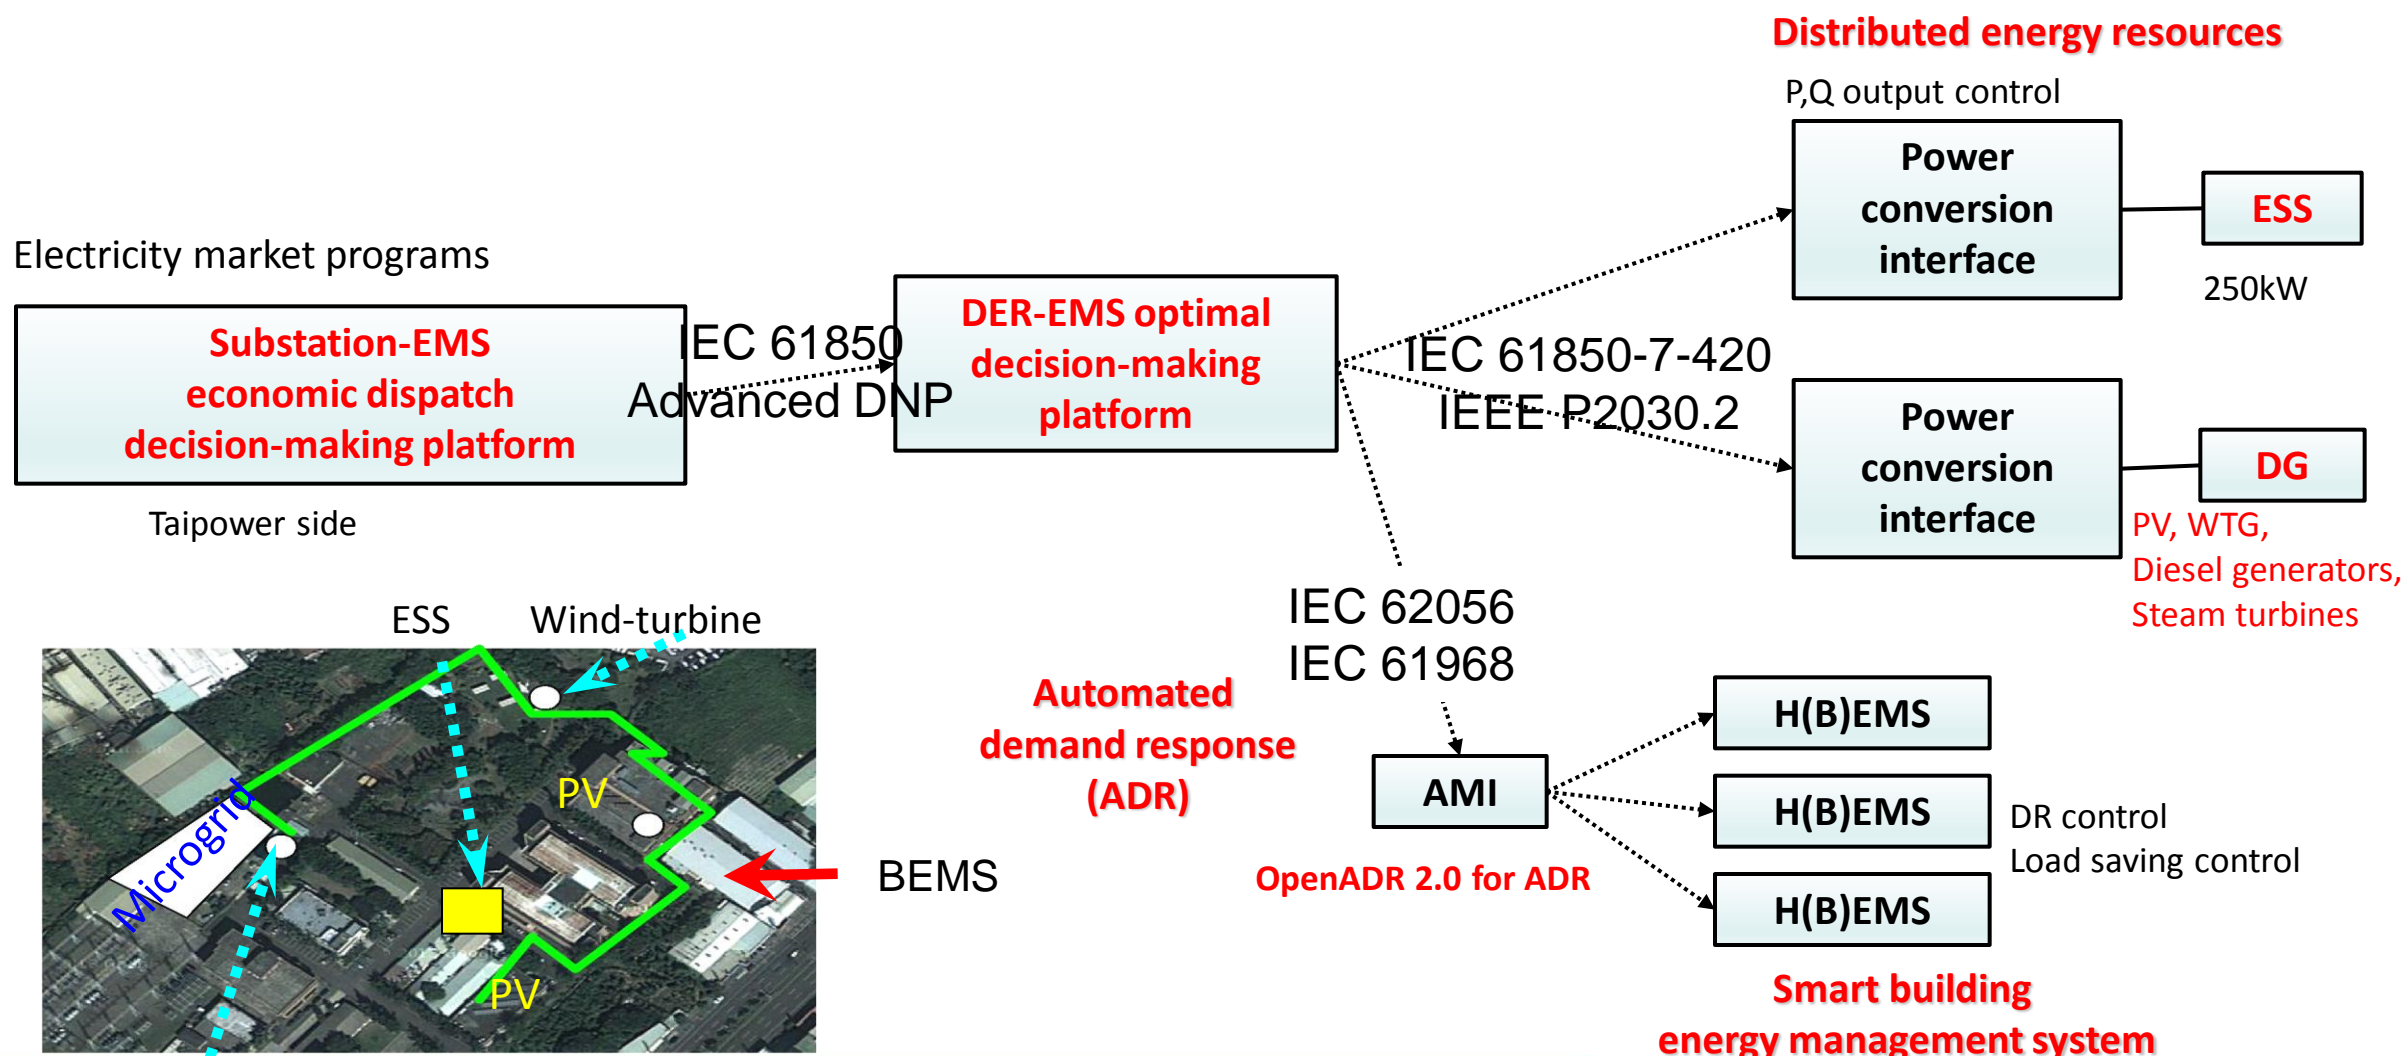 Distributed energy resources
P,Q output control
Power
conversion
interface
ESS
250kW
Electricity market programs
Substation-EMS
economic dispatch
decision-making platform
Taipower side
IEC 61850
Advanced DNP
DER-EMS optimal
decision-making
platform
IEC 61850-7-420
IEEE P2030.2
Power
conversion
interface
DG
PV, WTG,
Diesel generators,
Steam turbines
IEC 62056
IEC 61968
Automated
demand response
(ADR)
AMI
OpenADR 2.0 for ADR
H(B)EMS
H(B)EMS
H(B)EMS
DR control
Load saving control
Smart building
energy management system
ESS
Wind-turbine
PV
Microgrid
BEMS
PV